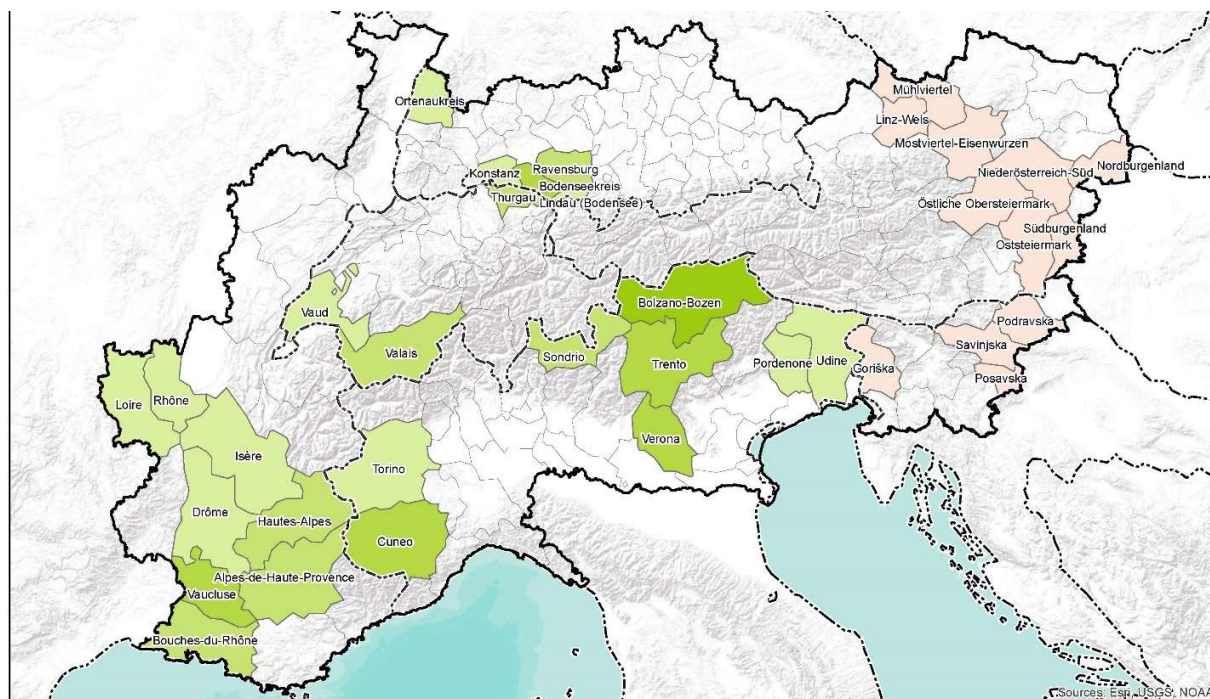 Mühlviertel
Ortenaukreis
Linz-Wels
Mostviertel-Eisenwurzen
Nordburgenland
Konstanz
Ravensburg
Niederösterreich-Süd
Bodenseekreis
Thurgau
Lindau (Bodensee)
Östliche Obersteiermark
Südburgenland
Oststeiermark
Bolzano-Bozen
Vaud
Podravska
Savinjska
Valais
Sondrio
Trento
Pordenone
Udine
Goriška
Posavska
Loire
Rhône
Verona
Isère
Torino
Drôme
Hautes-Alpes
Cuneo
Alpes-de-Haute-Provence
Vaucluse
Bouches-du-Rhône
Sources: Esri, USGS, NOAA